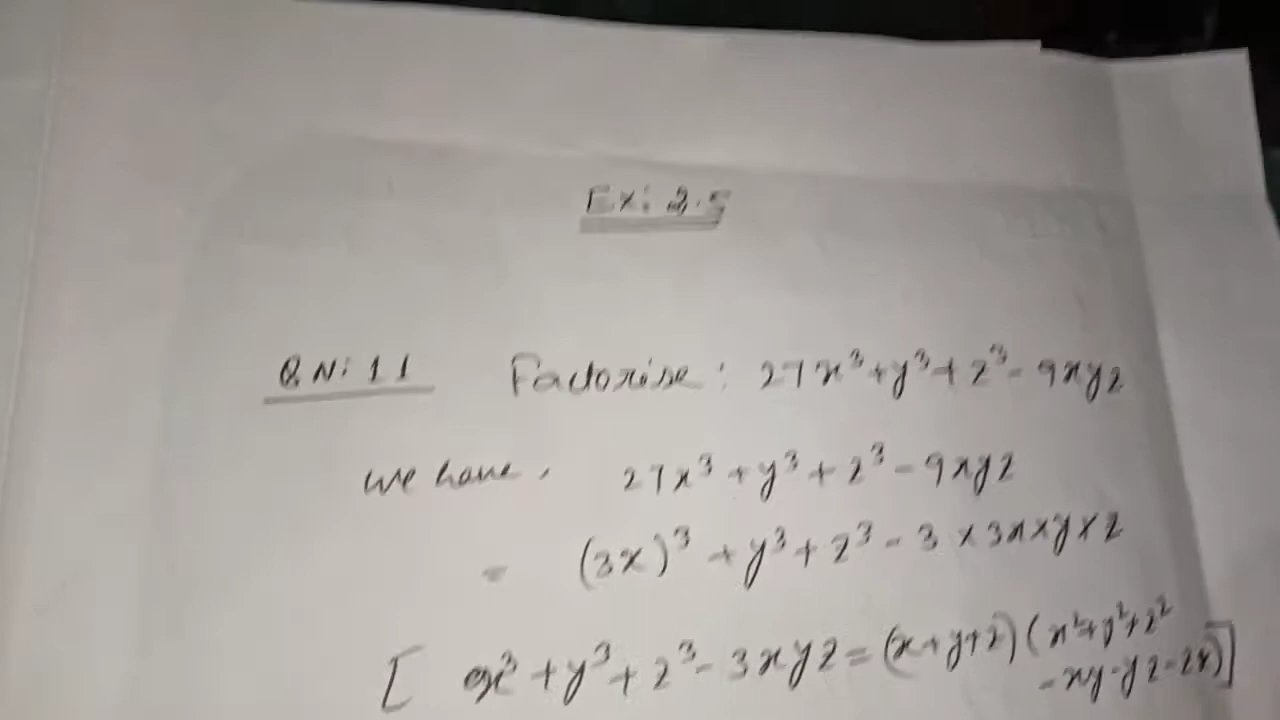 Ex: 2.5
Q.N: 11 Factorise: 27x³+y³+z³-9xyz
we have, 27x³+y³+z³-9xyz
= (3x)³+y³+z³-3×3x×y×z
[ x³+y³+z³-3xyz=(x+y+z)(x²+y²+z²
-xy-yz-zx)]